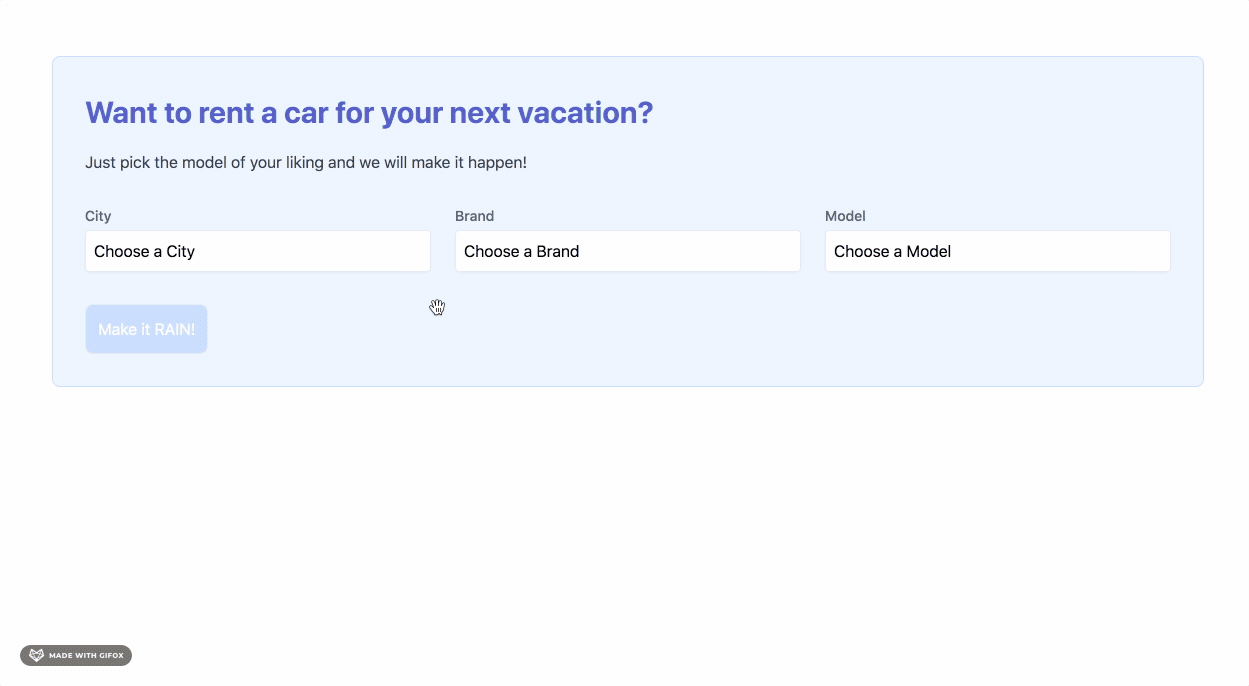 Want to rent a car for your next vacation?
Just pick the model of your liking and we will make it happen!
City
Brand
Model
Choose a City
Choose a Brand
Choose a Model
Make it RAIN!
MADE WITH GIFOX